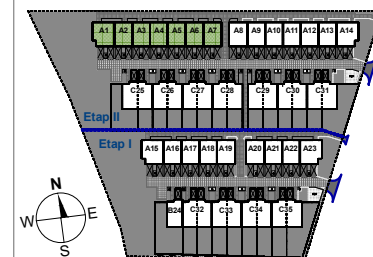 A1 A2 A3 A4 A5 A6 A7 A8 A9 A10 A11 A12 A13 A14
C25 C26 C27 C28 C29 C30 C31
Etap II
Etap I
A15 A16 A17 A18 A19 A20 A21 A22 A23
B24 C32 C33 C34 C35
N
W E
S